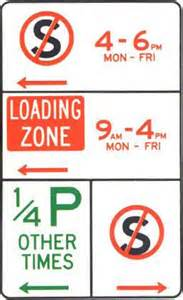 S
4-6PM
MON - FRI
LOADING
ZONE
9AM-4PM
MON - FRI
1/4 P
OTHER
TIMES
S